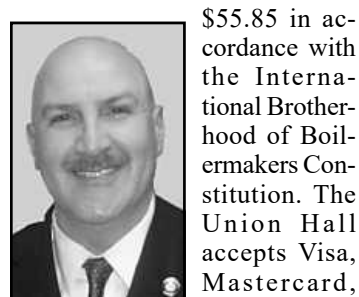 $55.85 in ac-
cordance with
the Interna-
tional Brother-
hood of Boil-
ermakers Con-
stitution. The
Union Hall
accepts Visa,
Mastercard,